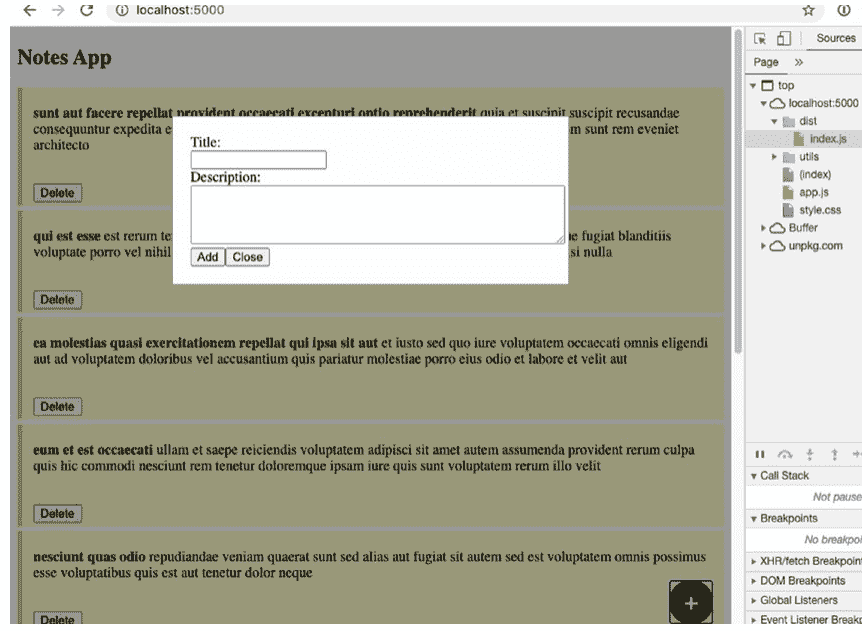 localhost:5000
Notes App
sunt aut facere repellat provident occaecati excepturi optio reprehenderit quia et suscipit suscipit recusandae
consequuntur expedita e
m sunt rem eveniet
architecto
Delete
qui est esse est rerum te
e fugiat blanditiis
voluptate porro vel nihil
si nulla
Delete
Title:
Description:
Add Close
ea molestias quasi exercitationem repellat qui ipsa sit aut et iusto sed quo iure voluptatem occaecati omnis eligendi
aut ad voluptatem doloribus vel accusantium quis pariatur molestiae porro eius odio et labore et velit aut
Delete
eum et est occaecati ullam et saepe reiciendis voluptatem adipisci sit amet autem assumenda provident rerum culpa
quis hic commodi nesciunt rem tenetur doloremque ipsam iure quis sunt voluptatem rerum illo velit
Delete
nesciunt quas odio repudiandae veniam quaerat sunt sed alias aut fugiat sit autem sed est voluptatem omnis possimus
esse voluptatibus quis est aut tenetur dolor neque
Delete
+
Sources
Page »
top
localhost:5000
dist
index.js
utils
(index)
app.js
style.css
Buffer
unpkg.com
Call Stack
Not pause
Breakpoints
No breakpoi
XHR/fetch Breakpoint
DOM Breakpoints
Global Listeners
Event Listener Breakp